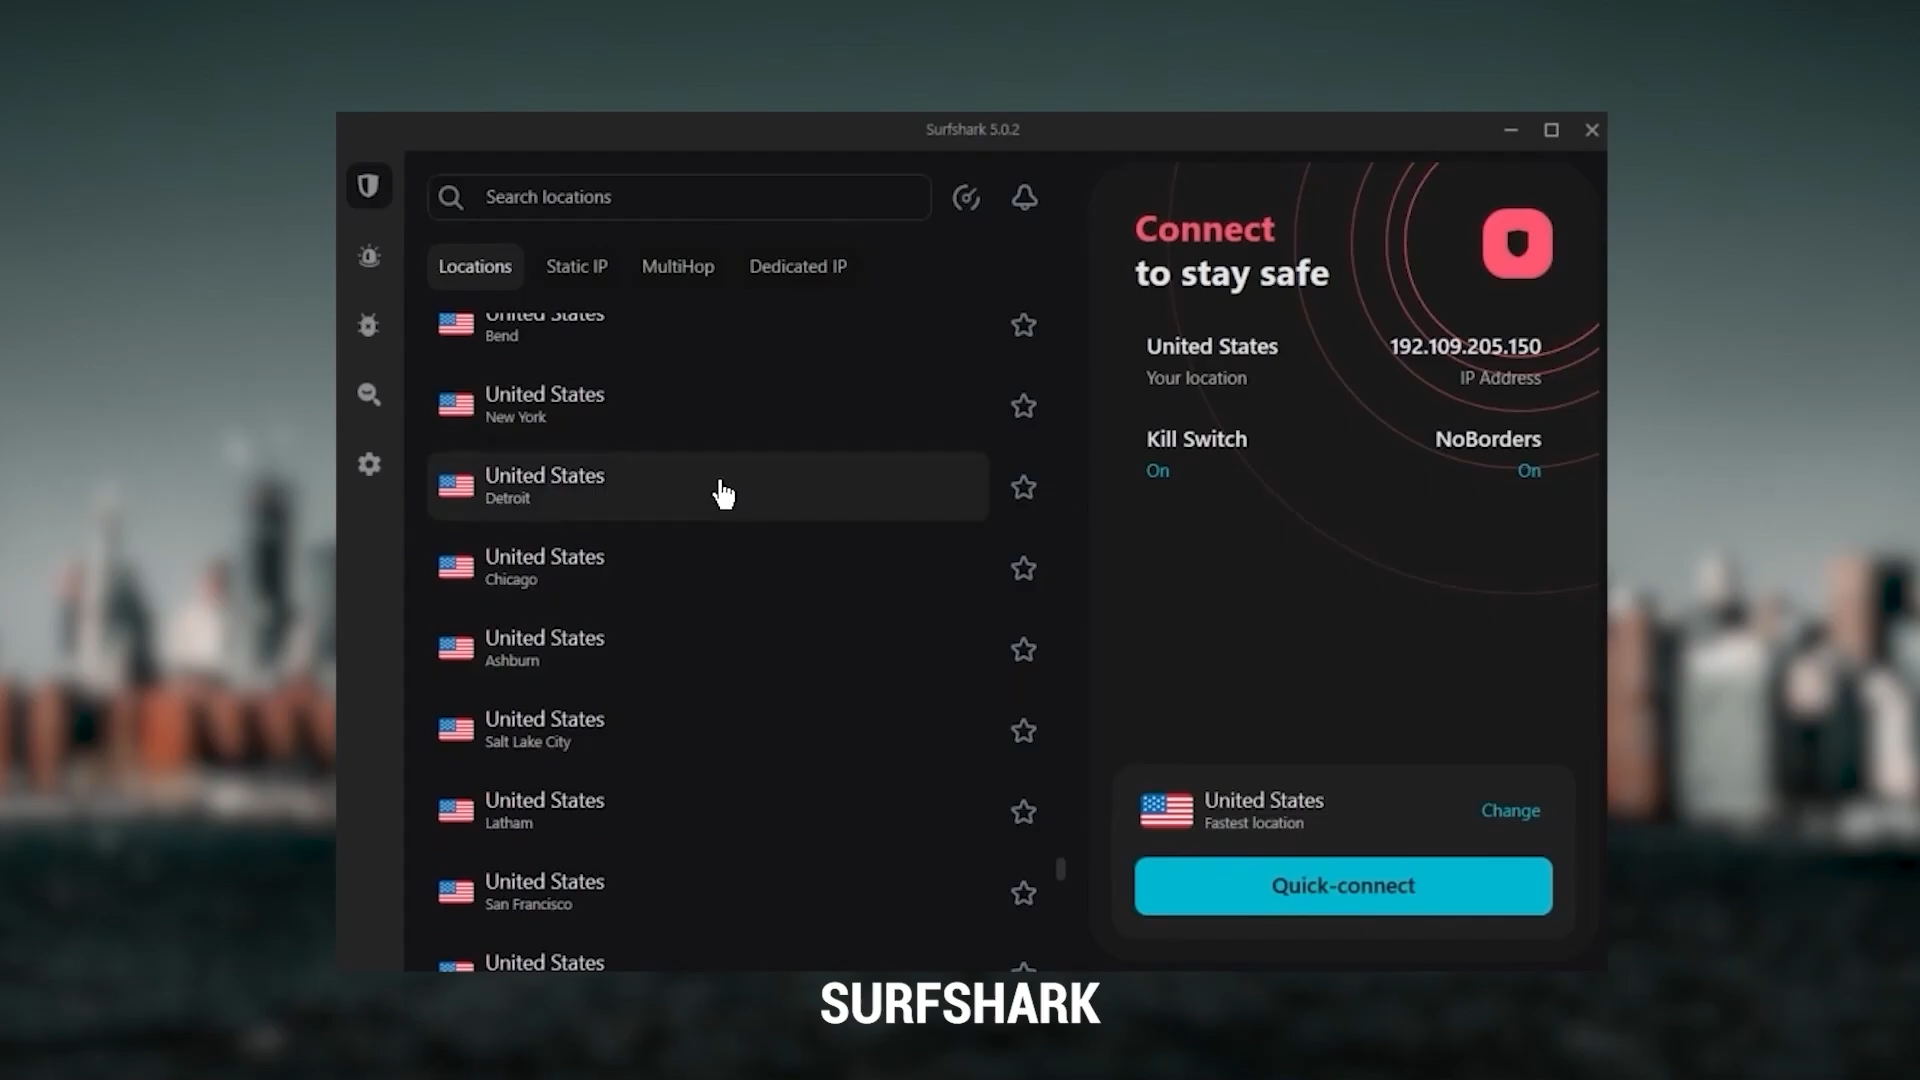 Surfshark 5.0.2
Search locations
Locations Static IP MultiHop Dedicated IP
United States
Bend
United States
New York
United States
Detroit
United States
Chicago
United States
Ashburn
United States
Salt Lake City
United States
Latham
United States
San Francisco
United States
Connect
to stay safe
United States 192.109.205.150
Your location IP Address
Kill Switch NoBorders
On On
United States
Fastest location
Change
Quick-connect
SURFSHARK